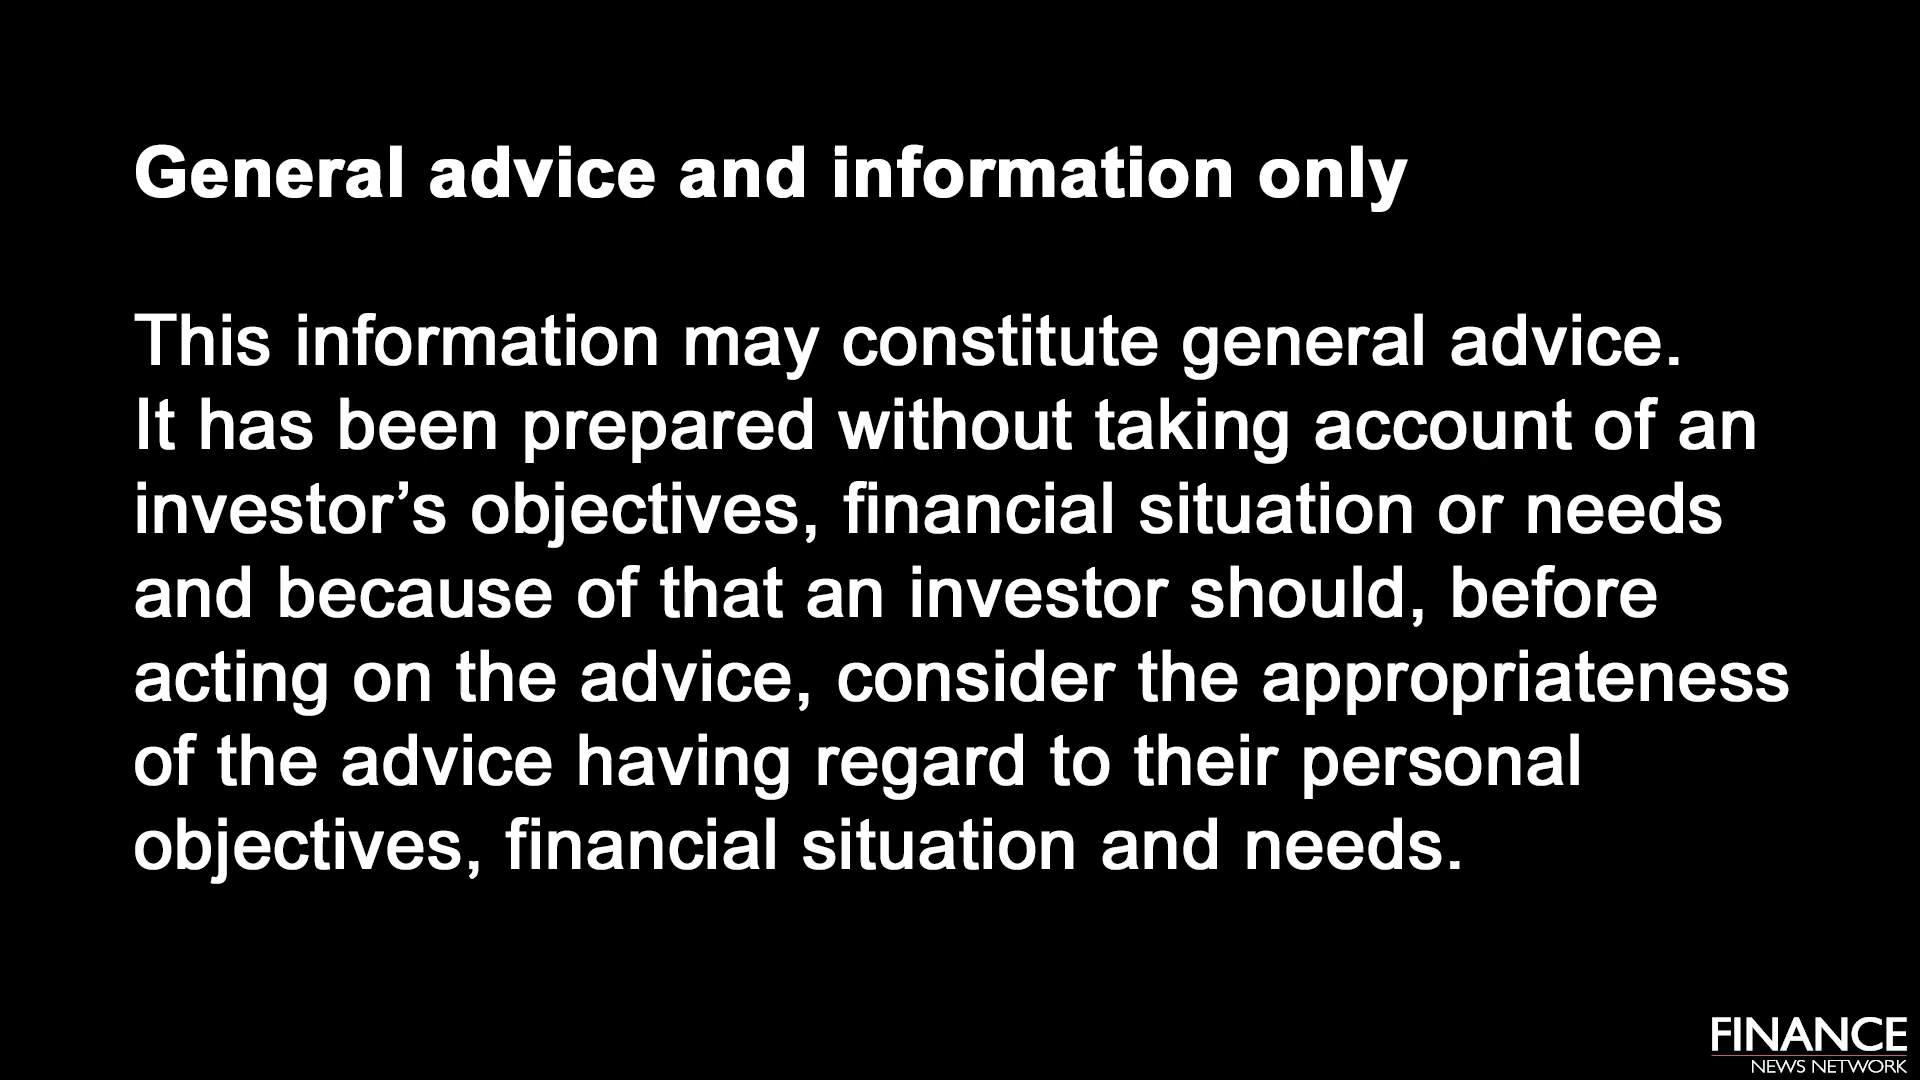 General advice and information only
This information may constitute general advice.
It has been prepared without taking account of an
investor’s objectives, financial situation or needs
and because of that an investor should, before
acting on the advice, consider the appropriateness
of the advice having regard to their personal
objectives, financial situation and needs.
FINANCE
NEWS NETWORK